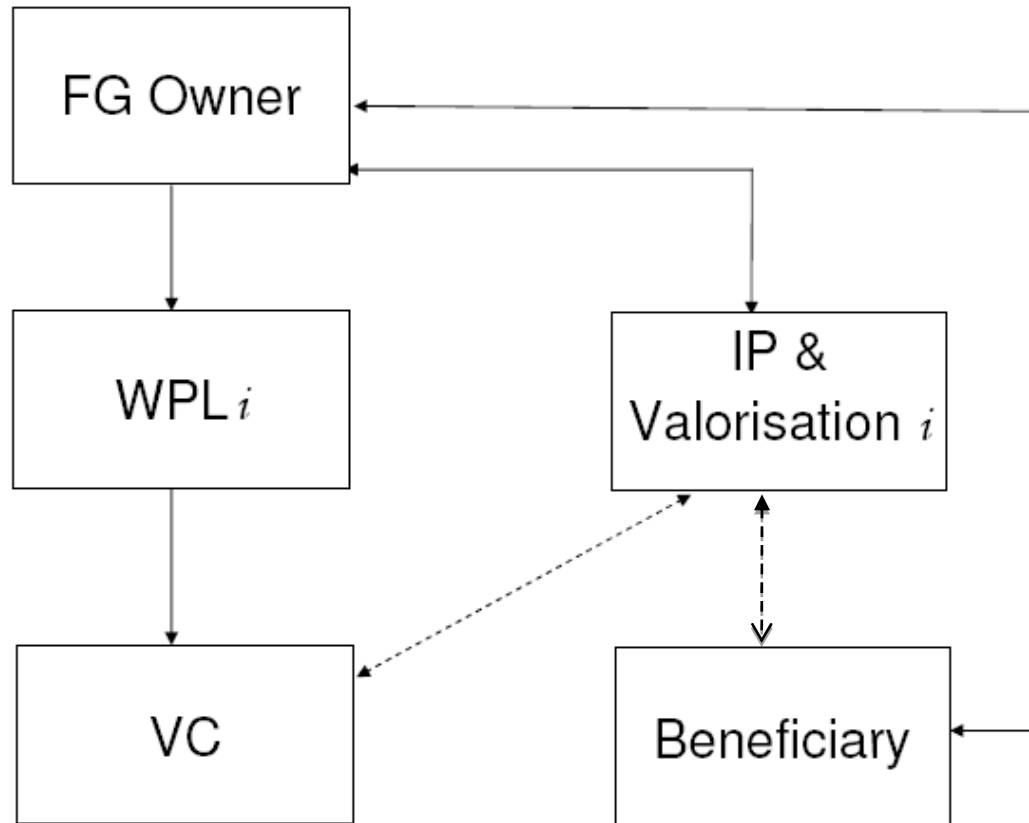 FG Owner
WPL i
IP &
Valorisation i
VC
Beneficiary